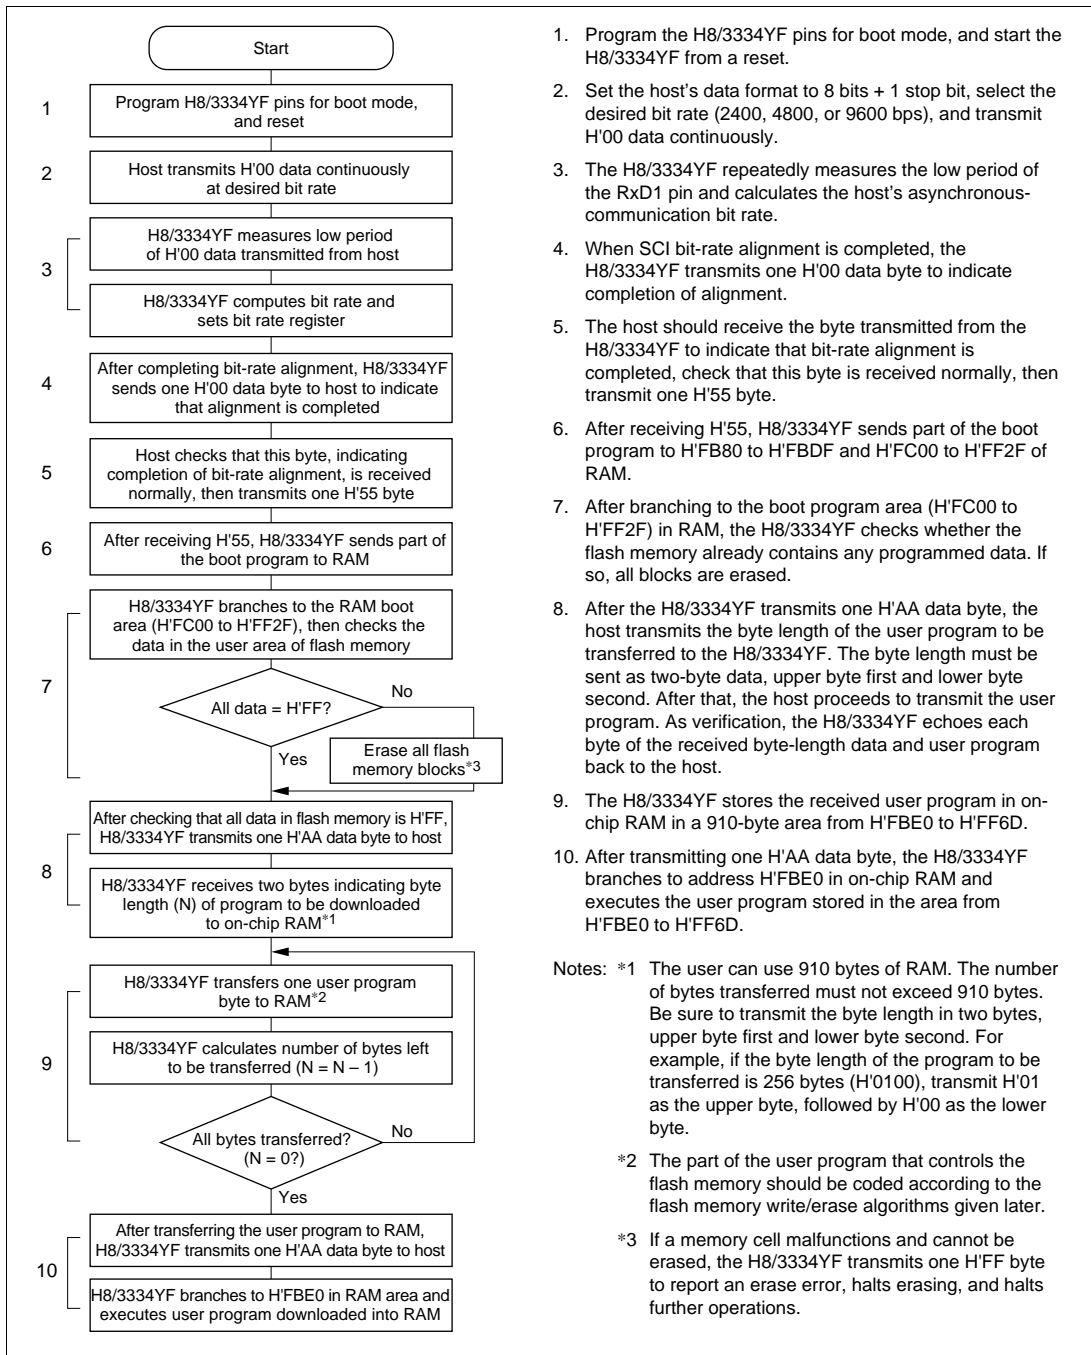 Start
1
Program H8/3334YF pins for boot mode,
and reset
2
Host transmits H'00 data continuously
at desired bit rate
3
H8/3334YF measures low period
of H'00 data transmitted from host
H8/3334YF computes bit rate and
sets bit rate register
4
After completing bit-rate alignment, H8/3334YF
sends one H'00 data byte to host to indicate
that alignment is completed
5
Host checks that this byte, indicating
completion of bit-rate alignment, is received
normally, then transmits one H'55 byte
6
After receiving H'55, H8/3334YF sends part of
the boot program to RAM
7
H8/3334YF branches to the RAM boot
area (H'FC00 to H'FF2F), then checks the
data in the user area of flash memory
All data = H'FF?
No
Yes
Erase all flash
memory blocks*3
8
After checking that all data in flash memory is H'FF,
H8/3334YF transmits one H'AA data byte to host
H8/3334YF receives two bytes indicating byte
length (N) of program to be downloaded
to on-chip RAM*1
9
H8/3334YF transfers one user program
byte to RAM*2
H8/3334YF calculates number of bytes left
to be transferred (N = N – 1)
All bytes transferred?
(N = 0?)
No
Yes
10
After transferring the user program to RAM,
H8/3334YF transmits one H'AA data byte to host
H8/3334YF branches to H'FBE0 in RAM area and
executes user program downloaded into RAM
1. Program the H8/3334YF pins for boot mode, and start the
H8/3334YF from a reset.
2. Set the host's data format to 8 bits + 1 stop bit, select the
desired bit rate (2400, 4800, or 9600 bps), and transmit
H'00 data continuously.
3. The H8/3334YF repeatedly measures the low period of
the RxD1 pin and calculates the host's asynchronous-
communication bit rate.
4. When SCI bit-rate alignment is completed, the
H8/3334YF transmits one H'00 data byte to indicate
completion of alignment.
5. The host should receive the byte transmitted from the
H8/3334YF to indicate that bit-rate alignment is
completed, check that this byte is received normally, then
transmit one H'55 byte.
6. After receiving H'55, H8/3334YF sends part of the boot
program to H'FB80 to H'FBDF and H'FC00 to H'FF2F of
RAM.
7. After branching to the boot program area (H'FC00 to
H'FF2F) in RAM, the H8/3334YF checks whether the
flash memory already contains any programmed data. If
so, all blocks are erased.
8. After the H8/3334YF transmits one H'AA data byte, the
host transmits the byte length of the user program to be
transferred to the H8/3334YF. The byte length must be
sent as two-byte data, upper byte first and lower byte
second. After that, the host proceeds to transmit the user
program. As verification, the H8/3334YF echoes each
byte of the received byte-length data and user program
back to the host.
9. The H8/3334YF stores the received user program in on-
chip RAM in a 910-byte area from H'FBE0 to H'FF6D.
10. After transmitting one H'AA data byte, the H8/3334YF
branches to address H'FBE0 in on-chip RAM and
executes the user program stored in the area from
H'FBE0 to H'FF6D.
Notes: *1 The user can use 910 bytes of RAM. The number
of bytes transferred must not exceed 910 bytes.
Be sure to transmit the byte length in two bytes,
upper byte first and lower byte second. For
example, if the byte length of the program to be
transferred is 256 bytes (H'0100), transmit H'01
as the upper byte, followed by H'00 as the lower
byte.
*2 The part of the user program that controls the
flash memory should be coded according to the
flash memory write/erase algorithms given later.
*3 If a memory cell malfunctions and cannot be
erased, the H8/3334YF transmits one H'FF byte
to report an erase error, halts erasing, and halts
further operations.